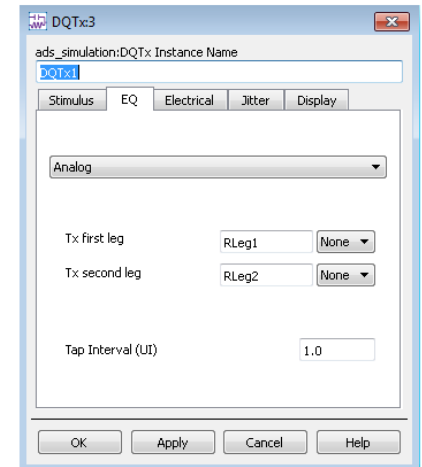 DQTx:3
ads_simulation:DQTx Instance Name
DQTx1
Stimulus EQ Electrical Jitter Display
Analog
Tx first leg RLeg1 None
Tx second leg RLeg2 None
Tap Interval (UI) 1.0
OK Apply Cancel Help